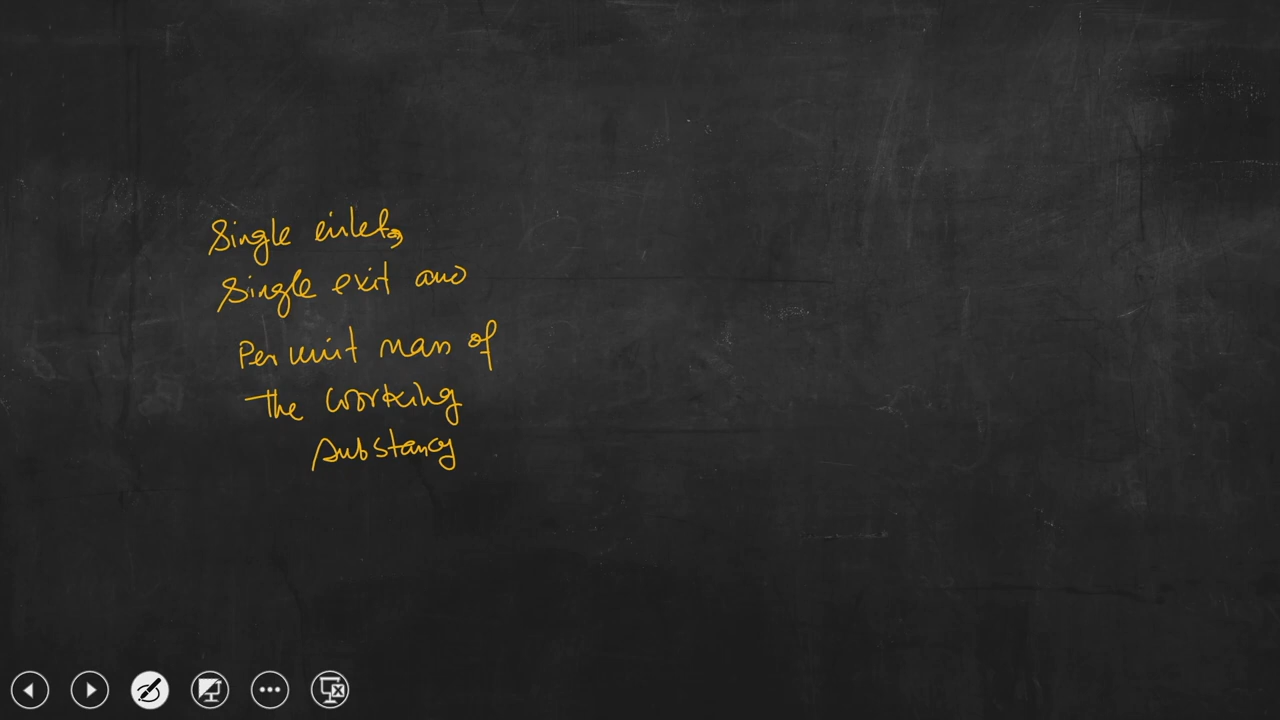 Single inlet,
Single exit and
Per unit mass of
The working
substance